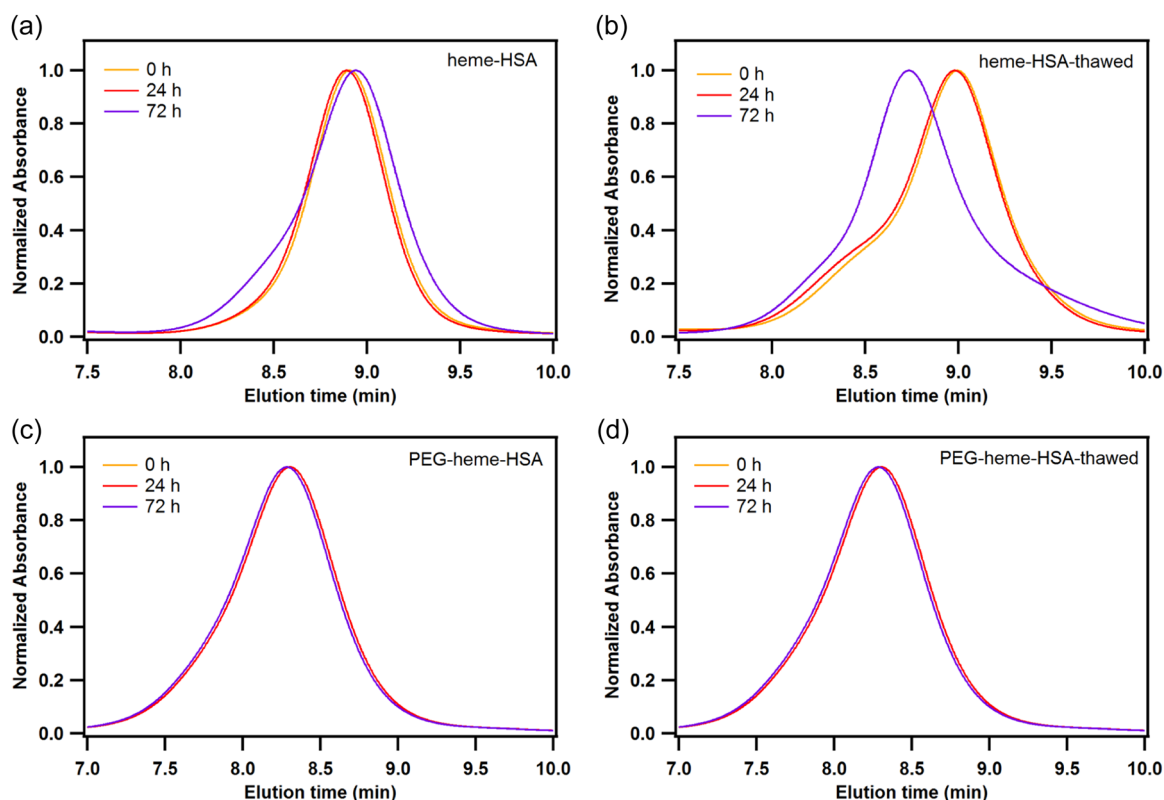 (a)
heme-HSA
0 h
24 h
72 h
Normalized Absorbance
1.0
0.8
0.6
0.4
0.2
0.0
7.5 8.0 8.5 9.0 9.5 10.0
Elution time (min)
(b)
heme-HSA-thawed
0 h
24 h
72 h
Normalized Absorbance
1.0
0.8
0.6
0.4
0.2
0.0
7.5 8.0 8.5 9.0 9.5 10.0
Elution time (min)
(c)
PEG-heme-HSA
0 h
24 h
72 h
Normalized Absorbance
1.0
0.8
0.6
0.4
0.2
0.0
7.0 7.5 8.0 8.5 9.0 9.5 10.0
Elution time (min)
(d)
PEG-heme-HSA-thawed
0 h
24 h
72 h
Normalized Absorbance
1.0
0.8
0.6
0.4
0.2
0.0
7.0 7.5 8.0 8.5 9.0 9.5 10.0
Elution time (min)